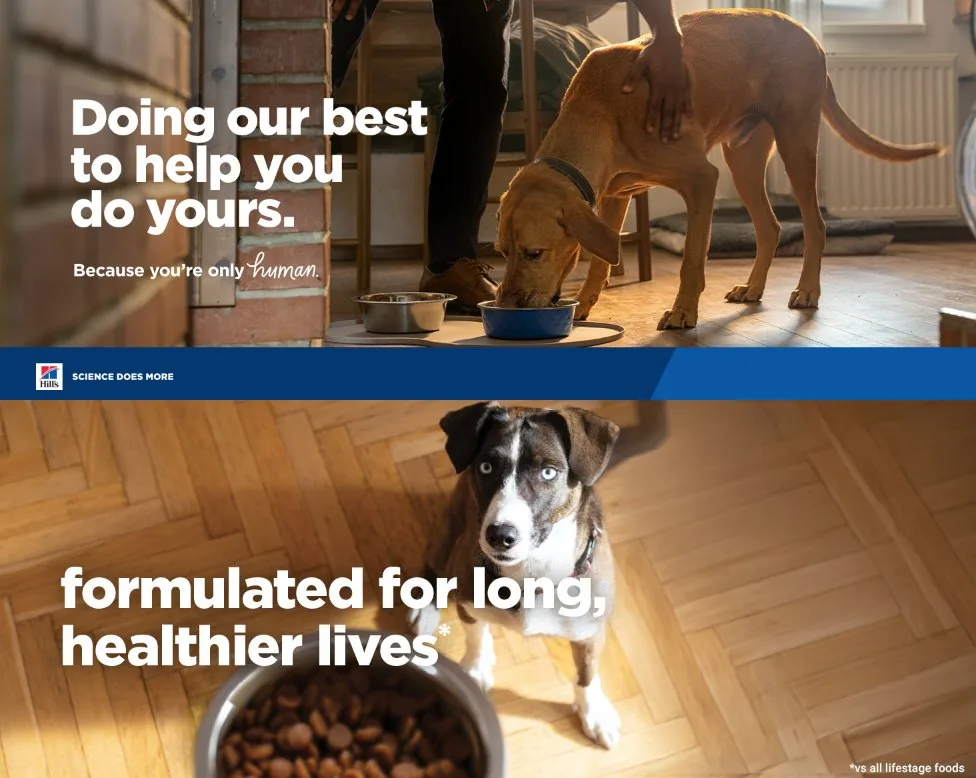 Doing our best
to help you
do yours.
Because you're only human.
Hill's
SCIENCE DOES MORE
formulated for long,
healthier lives*
*vs all lifestage foods